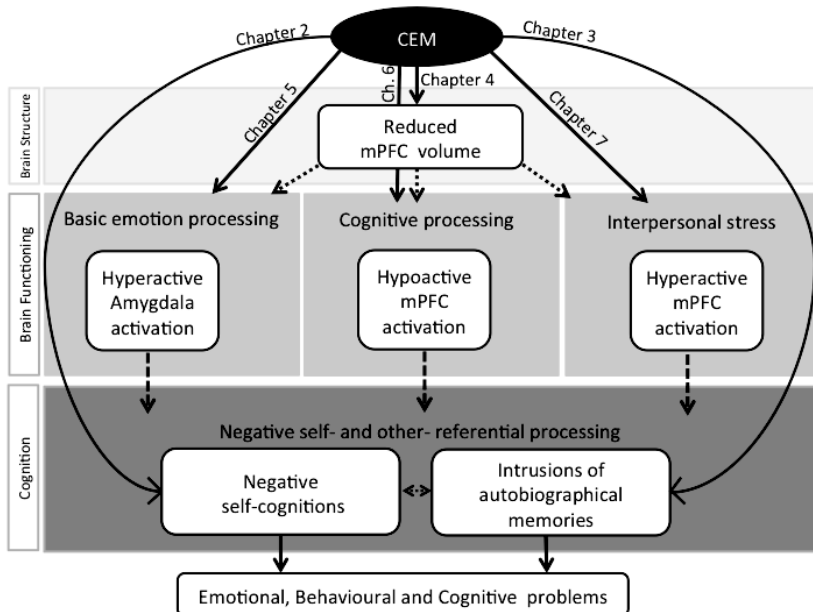 CEM
Chapter 2
Chapter 3
Chapter 5
Ch. 6
Chapter 4
Chapter 7
Brain Structure
Reduced
mPFC volume
Brain Functioning
Basic emotion processing
Cognitive processing
Interpersonal stress
Hyperactive
Amygdala
activation
Hypoactive
mPFC
activation
Hyperactive
mPFC
activation
Cognition
Negative self- and other- referential processing
Negative
self-cognitions
Intrusions of
autobiographical
memories
Emotional, Behavioural and Cognitive problems